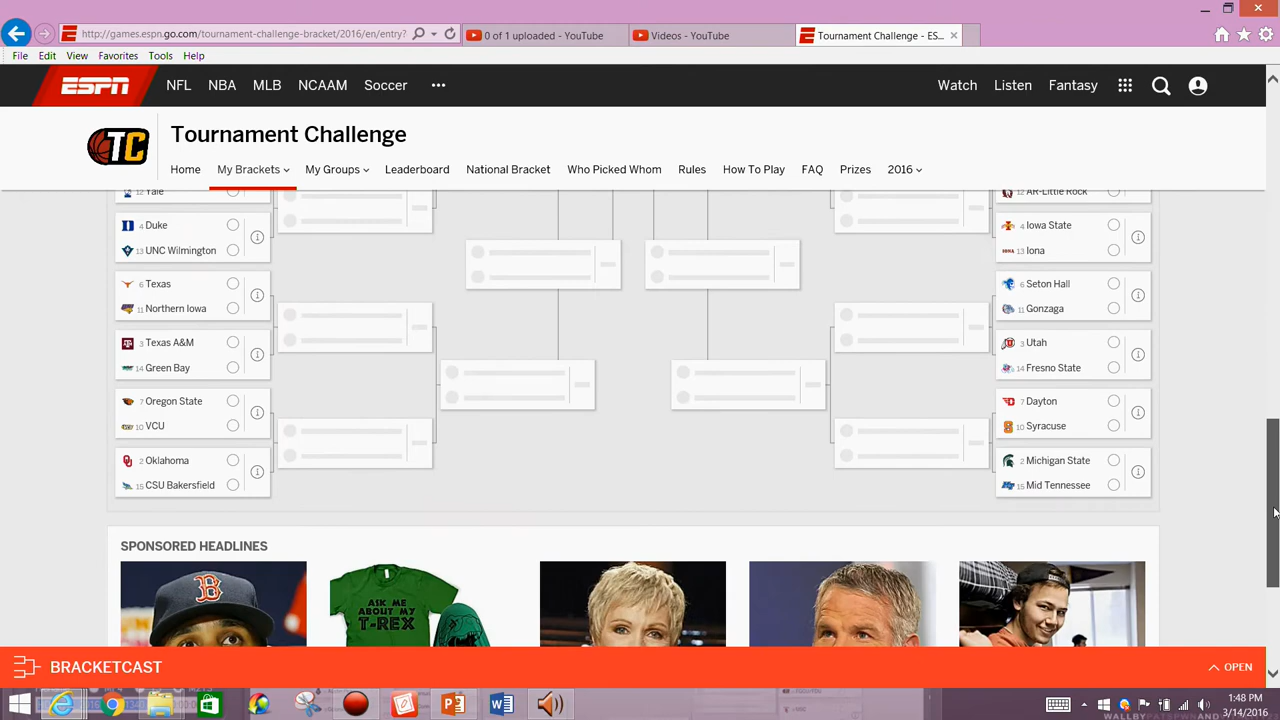 http://games.espn.go.com/tournament-challenge-bracket/2016/en/entry?
0 of 1 uploaded - YouTube
Videos - YouTube
Tournament Challenge - ES...
File Edit View Favorites Tools Help
ESPN NFL NBA MLB NCAAM Soccer ••• Watch Listen Fantasy
TC Tournament Challenge
Home My Brackets My Groups Leaderboard National Bracket Who Picked Whom Rules How To Play FAQ Prizes 2016
12 Yale
12 AR-Little Rock
4 Duke
4 Iowa State
13 UNC Wilmington
13 Iona
6 Texas
6 Seton Hall
11 Northern Iowa
11 Gonzaga
3 Texas A&M
3 Utah
14 Green Bay
14 Fresno State
7 Oregon State
7 Dayton
10 VCU
10 Syracuse
2 Oklahoma
2 Michigan State
15 CSU Bakersfield
15 Mid Tennessee
SPONSORED HEADLINES
B
ASK ME
ABOUT MY
T-REX
BRACKETCAST
OPEN
1:48 PM
3/14/2016